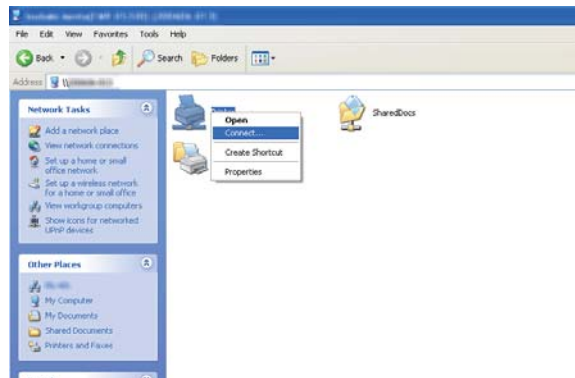 File Edit View Favorites Tools Help
Back Search Folders
Address \\
Network Tasks
Add a network place
View network connections
Set up a home or small
office network
Set up a wireless network
for a home or small office
View workgroup computers
Show icons for networked
UPnP devices
Other Places
My Computer
My Documents
Shared Documents
Printers and Faxes
Open
Connect...
Create Shortcut
Properties
SharedDocs